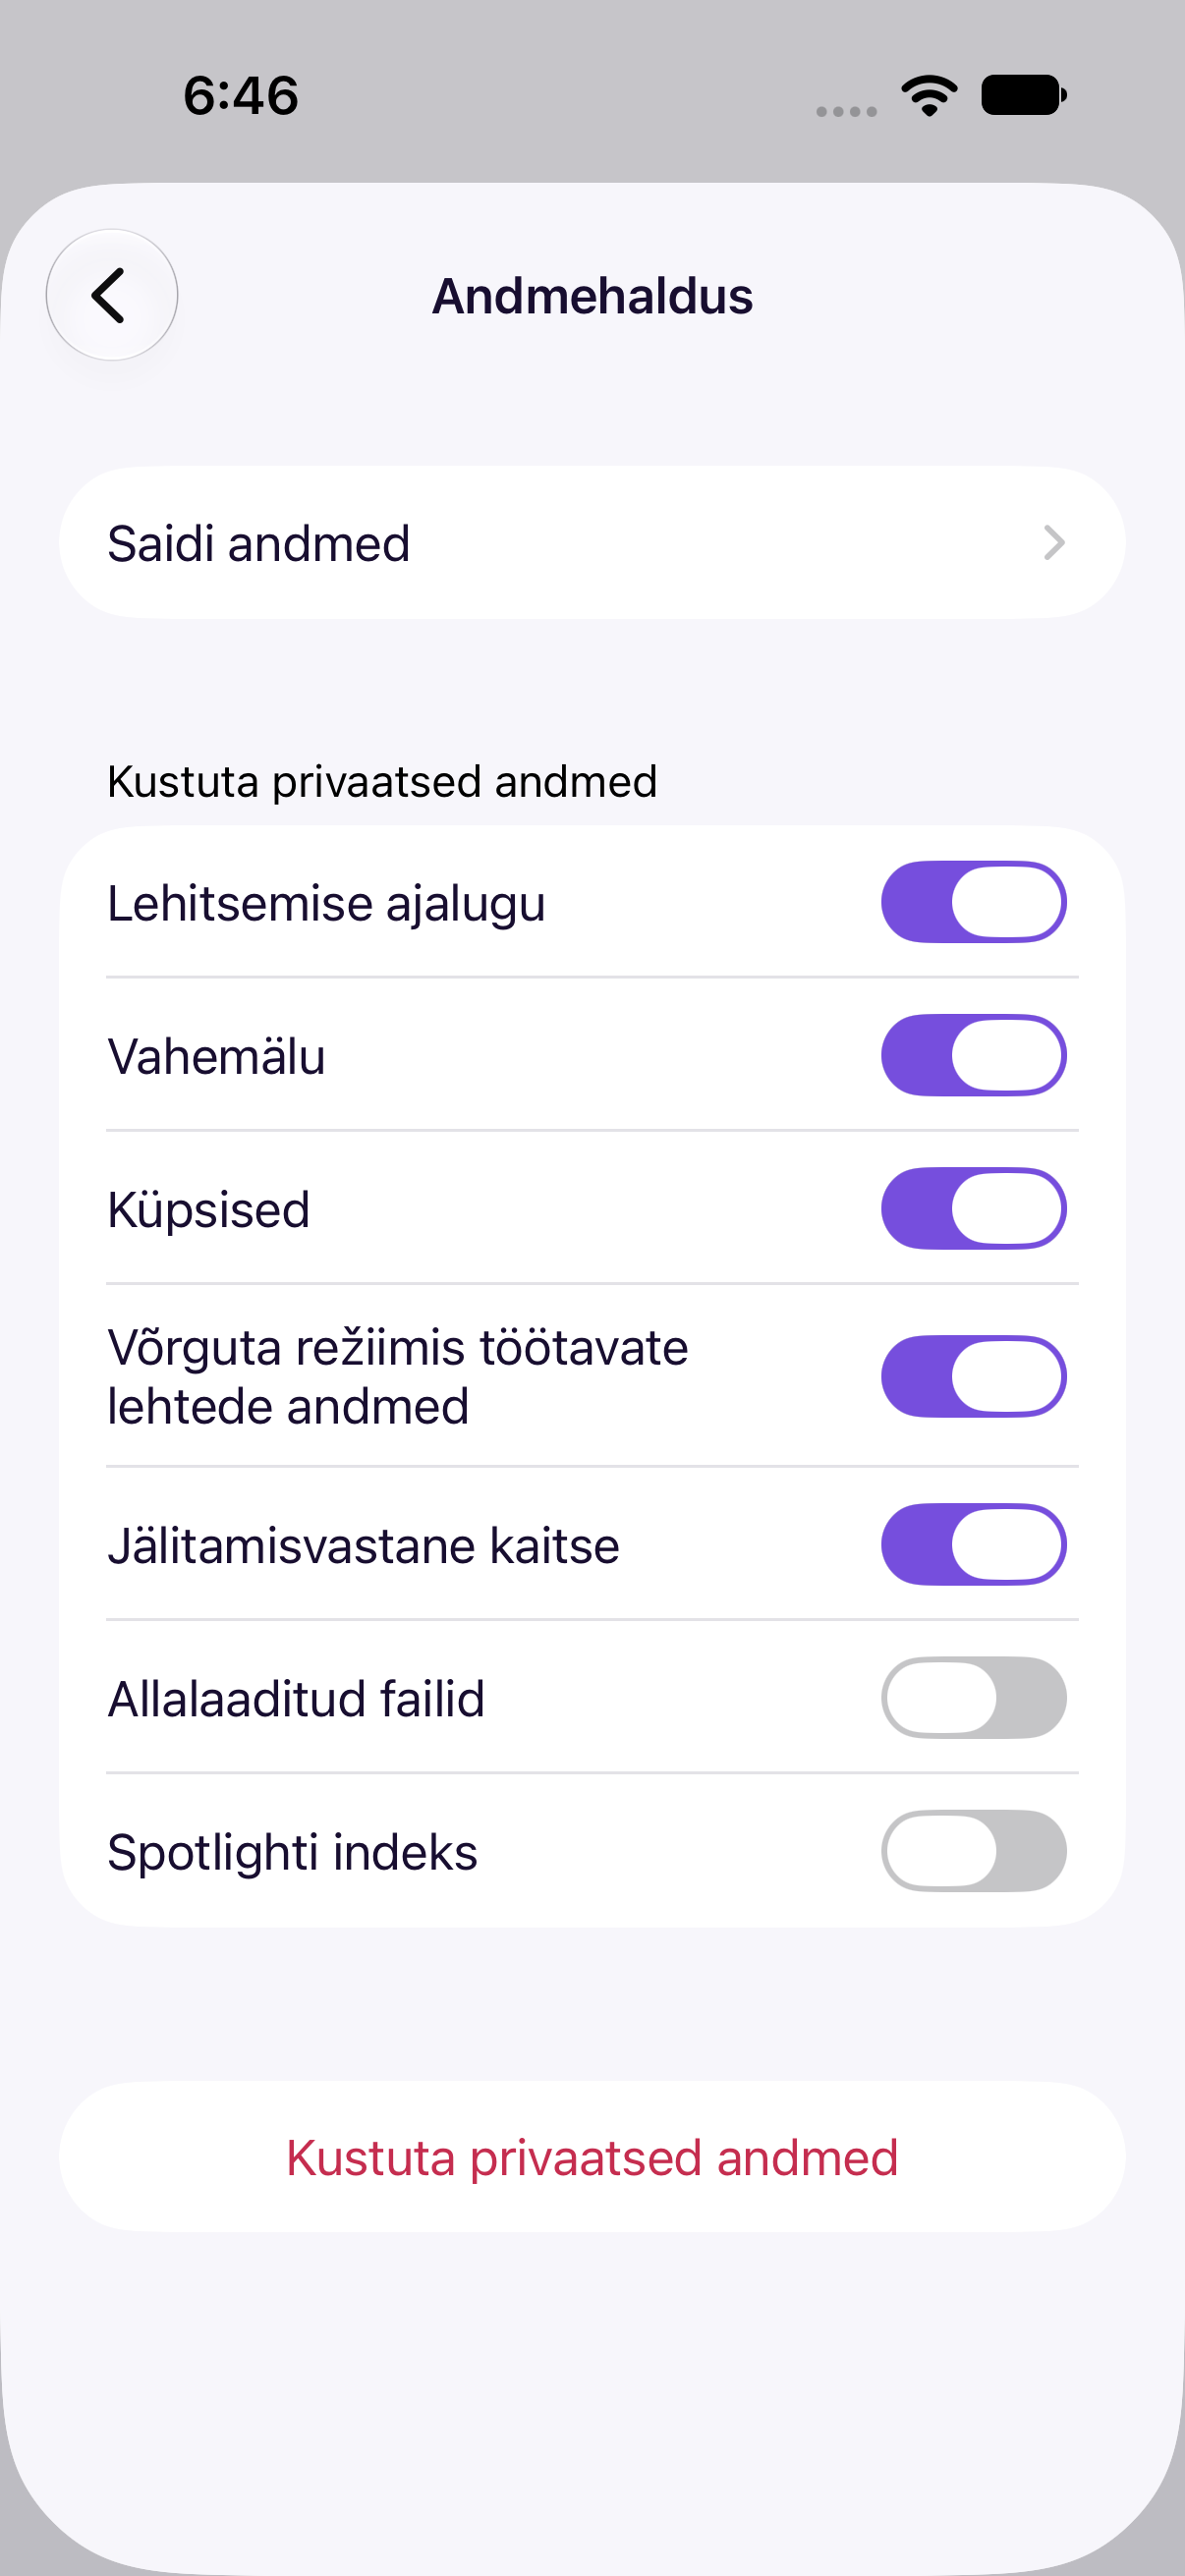 6:46
Andmehaldus
Saidi andmed
Kustuta privaatsed andmed
Lehitsemise ajalugu
Vahemälu
Küpsised
Võrguta režiimis töötavate
lehtede andmed
Jälitamisvastane kaitse
Allalaaditud failid
Spotlighti indeks
Kustuta privaatsed andmed